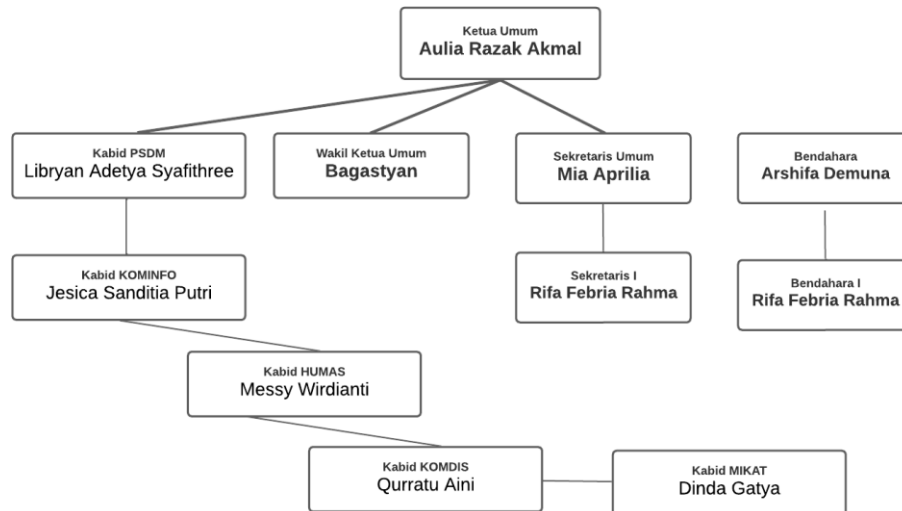 Ketua Umum
Aulia Razak Akmal
Kabid PSDM
Libryan Adetya Syafithree
Wakil Ketua Umum
Bagastyan
Sekretaris Umum
Mia Aprilia
Bendahara
Arshifa Demuna
Kabid KOMINFO
Jesica Sanditia Putri
Sekretaris I
Rifa Febria Rahma
Bendahara I
Rifa Febria Rahma
Kabid HUMAS
Messy Wirdianti
Kabid KOMDIS
Qurratu Aini
Kabid MIKAT
Dinda Gatya